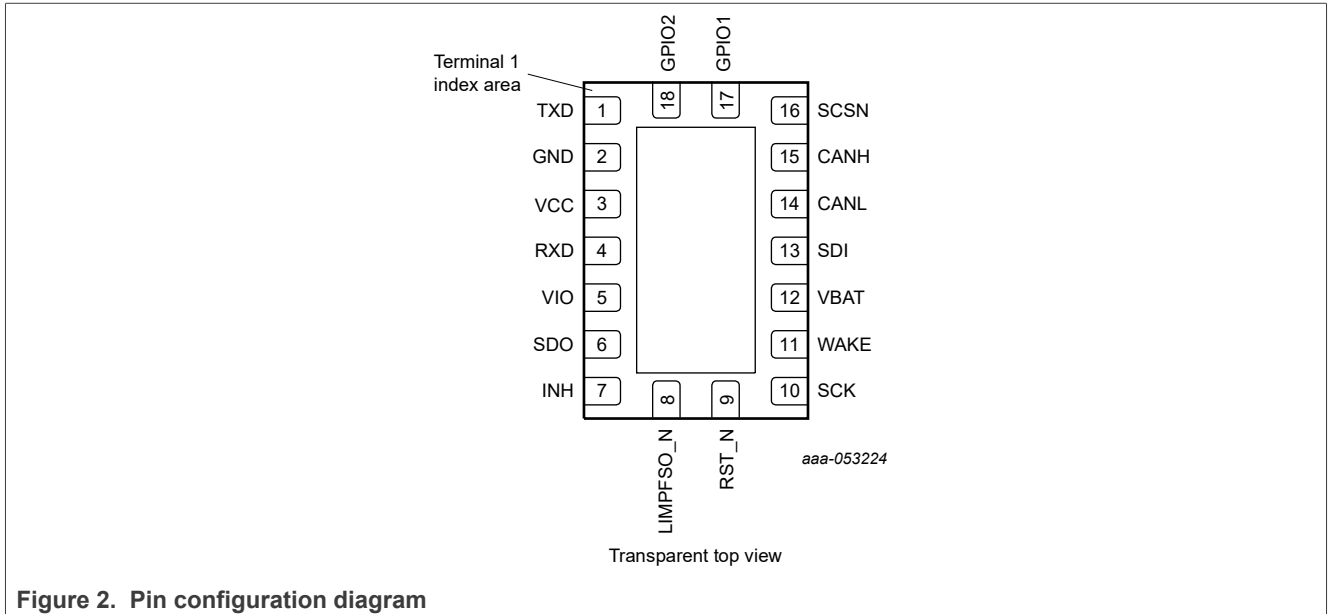 GPIO2
GPIO1
Terminal 1
index area
18
17
TXD 1
16 SCSN
GND 2
15 CANH
VCC 3
14 CANL
RXD 4
13 SDI
VIO 5
12 VBAT
SDO 6
11 WAKE
INH 7
10 SCK
8
9
LIMPFSO_N
RST_N
aaa-053224
Transparent top view
Figure 2. Pin configuration diagram